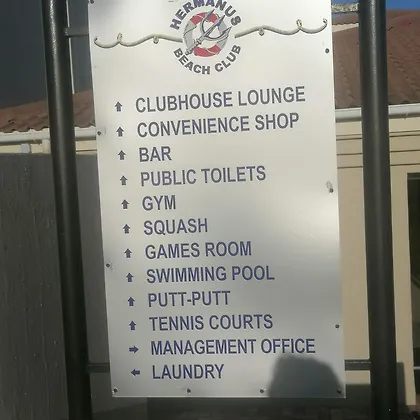 HERMANUS
BEACH CLUB
↑ CLUBHOUSE LOUNGE
↑ CONVENIENCE SHOP
↑ BAR
↑ PUBLIC TOILETS
↑ GYM
↑ SQUASH
↑ GAMES ROOM
↑ SWIMMING POOL
↑ PUTT-PUTT
↑ TENNIS COURTS
→ MANAGEMENT OFFICE
← LAUNDRY